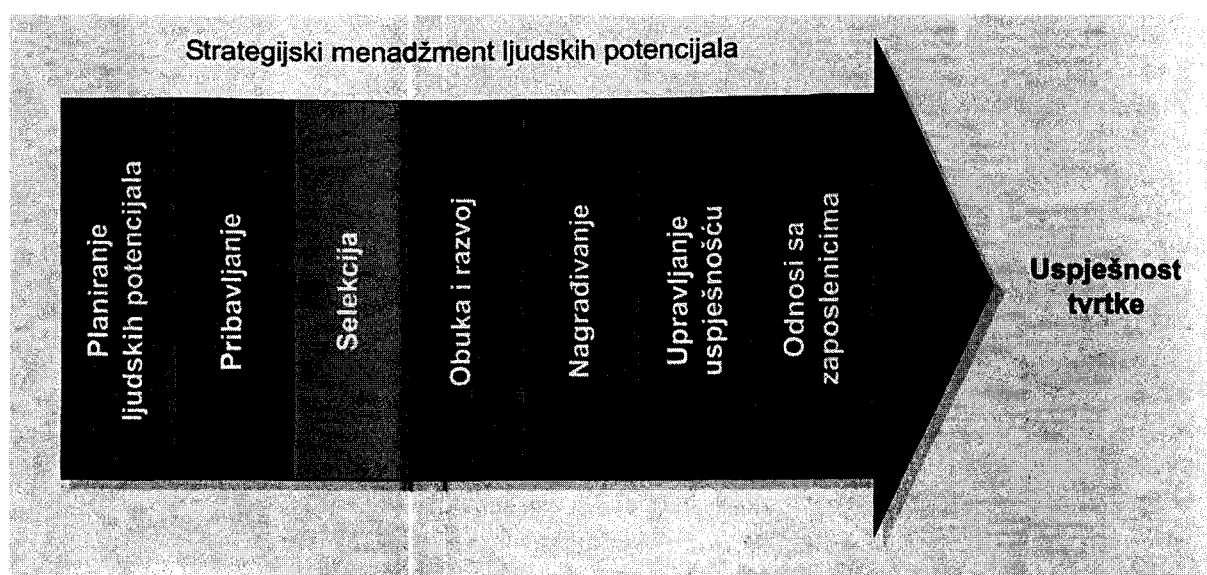 Strategijski menadžment ljudskih potencijala
Planiranje
ljudskih potencijala
Pribavljanje
Selekcija
Obuka i razvoj
Nagrađivanje
Upravljanje
uspješnošću
Odnosi sa
zaposlenicima
Uspješnost
tvrtke